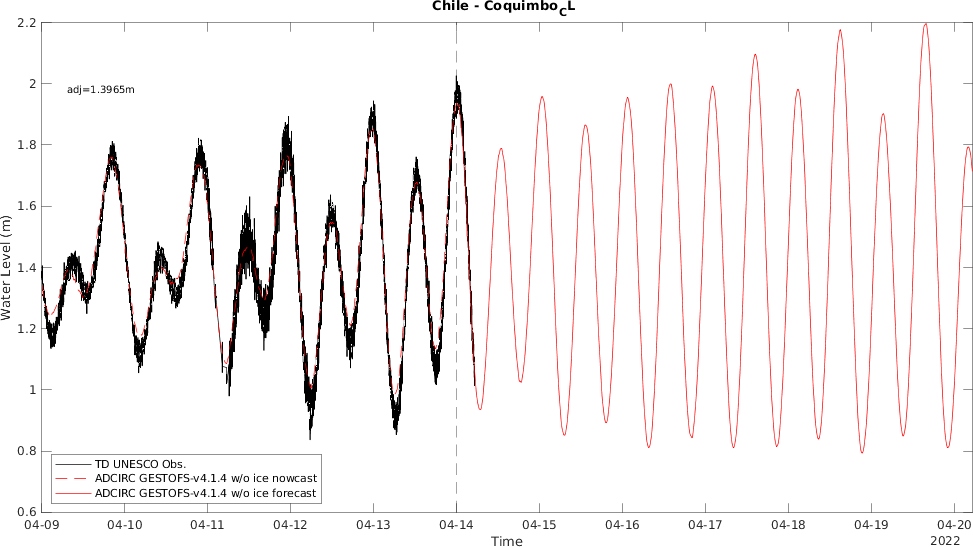 Chile - Coquimbo_CL
adj=1.3965m
Water Level (m)
2.2
2
1.8
1.6
1.4
1.2
1
0.8
0.6
TD UNESCO Obs.
ADCIRC GESTOFS-v4.1.4 w/o ice nowcast
ADCIRC GESTOFS-v4.1.4 w/o ice forecast
04-09 04-10 04-11 04-12 04-13 04-14 04-15 04-16 04-17 04-18 04-19 04-20
Time
2022